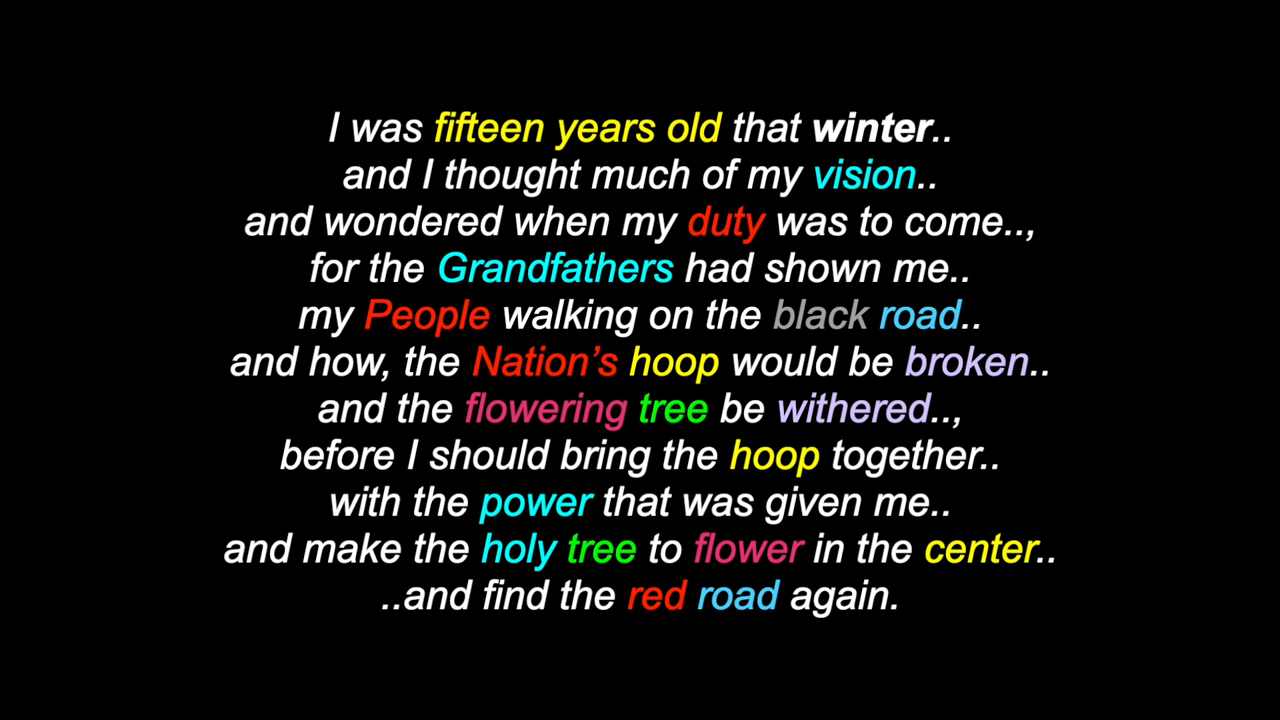 I was fifteen years old that winter..
and I thought much of my vision..
and wondered when my duty was to come..,
for the Grandfathers had shown me..
my People walking on the black road..
and how, the Nation’s hoop would be broken..
and the flowering tree be withered..,
before I should bring the hoop together..
with the power that was given me..
and make the holy tree to flower in the center..
..and find the red road again.